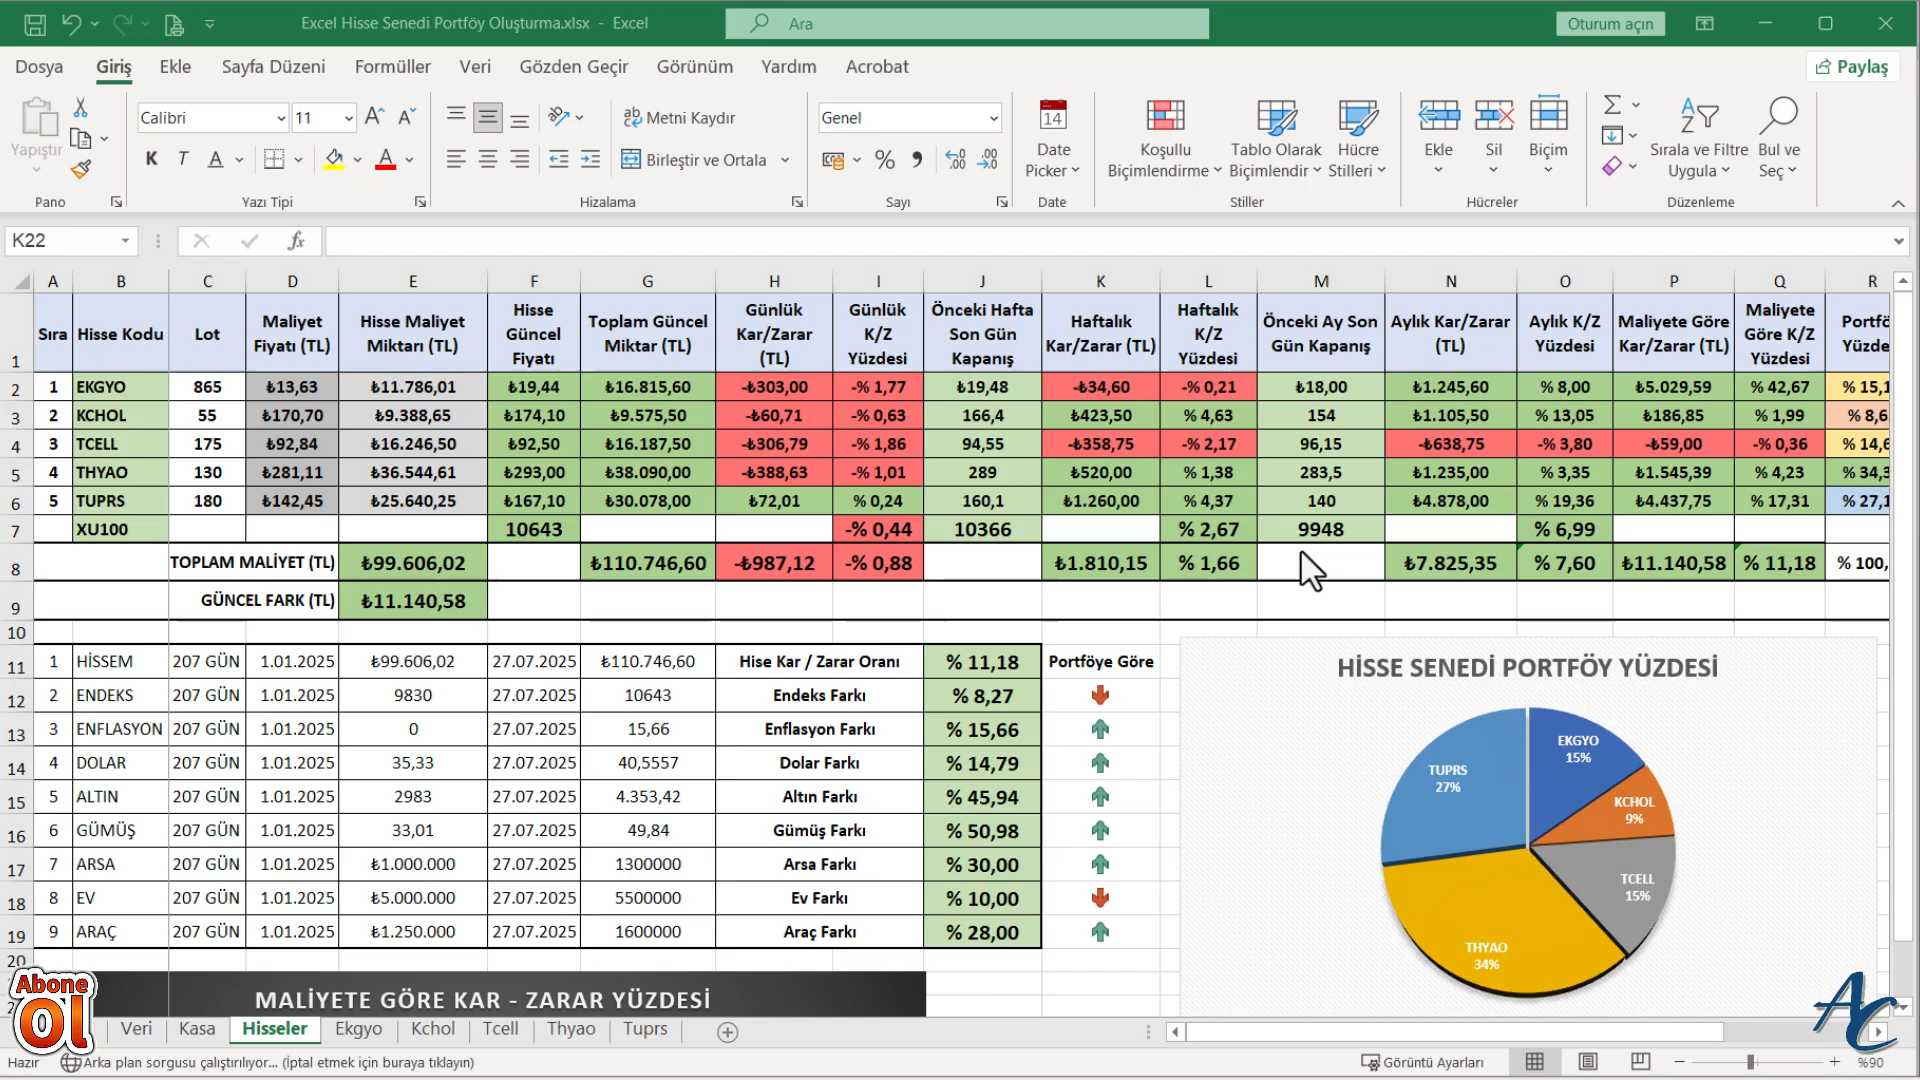 Excel Hisse Senedi Portföy Oluşturma.xlsx - Excel
Ara
Oturum açın
Dosya Giriş Ekle Sayfa Düzeni Formüller Veri Gözden Geçir Görünüm Yardım Acrobat Paylaş
Yapıştır
Pano
Calibri 11
K T A
Yazı Tipi
Metni Kaydır
Birleştir ve Ortala
Hizalama
Genel
Sayı
14
Date Picker
Date
Koşullu Biçimlendirme
Tablo Olarak Biçimlendir
Hücre Stilleri
Stiller
Ekle
Sil
Biçim
Hücreler
Sırala ve Filtre Uygula
Bul ve Seç
Düzenleme
K22
fx
A B C D E F G H I J K L M N O P Q R
1 Sıra Hisse Kodu Lot Maliyet Fiyatı (TL) Hisse Maliyet Miktarı (TL) Hisse Güncel Fiyatı Toplam Güncel Miktar (TL) Günlük Kar/Zarar (TL) Günlük K/Z Yüzdesi Önceki Hafta Son Gün Kapanış Haftalık Kar/Zarar (TL) Haftalık K/Z Yüzdesi Önceki Ay Son Gün Kapanış Aylık Kar/Zarar (TL) Aylık K/Z Yüzdesi Maliyete Göre Kar/Zarar (TL) Maliyete Göre K/Z Yüzdesi Portfö Yüzde
2 1 EKGYO 865 ₺13,63 ₺11.786,01 ₺19,44 ₺16.815,60 -₺303,00 -% 1,77 ₺19,48 -₺34,60 -% 0,21 ₺18,00 ₺1.245,60 % 8,00 ₺5.029,59 % 42,67 % 15,1
3 2 KCHOL 55 ₺170,70 ₺9.388,65 ₺174,10 ₺9.575,50 -₺60,71 -% 0,63 166,4 ₺423,50 % 4,63 154 ₺1.105,50 % 13,05 ₺186,85 % 1,99 % 8,6
4 3 TCELL 175 ₺92,84 ₺16.246,50 ₺92,50 ₺16.187,50 -₺306,79 -% 1,86 94,55 -₺358,75 -% 2,17 96,15 -₺638,75 -% 3,80 -₺59,00 -% 0,36 % 14,6
5 4 THYAO 130 ₺281,11 ₺36.544,61 ₺293,00 ₺38.090,00 -₺388,63 -% 1,01 289 ₺520,00 % 1,38 283,5 ₺1.235,00 % 3,35 ₺1.545,39 % 4,23 % 34,3
6 5 TUPRS 180 ₺142,45 ₺25.640,25 ₺167,10 ₺30.078,00 ₺72,01 % 0,24 160,1 ₺1.260,00 % 4,37 140 ₺4.878,00 % 19,36 ₺4.437,75 % 17,31 % 27,1
7 XU100 10643 -% 0,44 10366 % 2,67 9948 % 6,99
8 TOPLAM MALİYET (TL) ₺99.606,02 ₺110.746,60 -₺987,12 -% 0,88 ₺1.810,15 % 1,66 ₺7.825,35 % 7,60 ₺11.140,58 % 11,18 % 100,
9 GÜNCEL FARK (TL) ₺11.140,58
10
11 1 HİSSEM 207 GÜN 1.01.2025 ₺99.606,02 27.07.2025 ₺110.746,60 Hise Kar / Zarar Oranı % 11,18 Portföye Göre
12 2 ENDEKS 207 GÜN 1.01.2025 9830 27.07.2025 10643 Endeks Farkı % 8,27
13 3 ENFLASYON 207 GÜN 1.01.2025 0 27.07.2025 15,66 Enflasyon Farkı % 15,66
14 4 DOLAR 207 GÜN 1.01.2025 35,33 27.07.2025 40,5557 Dolar Farkı % 14,79
15 5 ALTIN 207 GÜN 1.01.2025 2983 27.07.2025 4.353,42 Altın Farkı % 45,94
16 6 GÜMÜŞ 207 GÜN 1.01.2025 33,01 27.07.2025 49,84 Gümüş Farkı % 50,98
17 7 ARSA 207 GÜN 1.01.2025 ₺1.000.000 27.07.2025 1300000 Arsa Farkı % 30,00
18 8 EV 207 GÜN 1.01.2025 ₺5.000.000 27.07.2025 5500000 Ev Farkı % 10,00
19 9 ARAÇ 207 GÜN 1.01.2025 ₺1.250.000 27.07.2025 1600000 Araç Farkı % 28,00
20
HİSSE SENEDİ PORTFÖY YÜZDESİ
EKGYO
15%
KCHOL
9%
TCELL
15%
THYAO
34%
TUPRS
27%
MALİYETE GÖRE KAR - ZARAR YÜZDESİ
Abone
Ol
AC
Veri Kasa Hisseler Ekgyo Kchol Tcell Thyao Tuprs
Hazır Arka plan sorgusu çalıştırılıyor... (İptal etmek için buraya tıklayın) Görüntü Ayarları %90